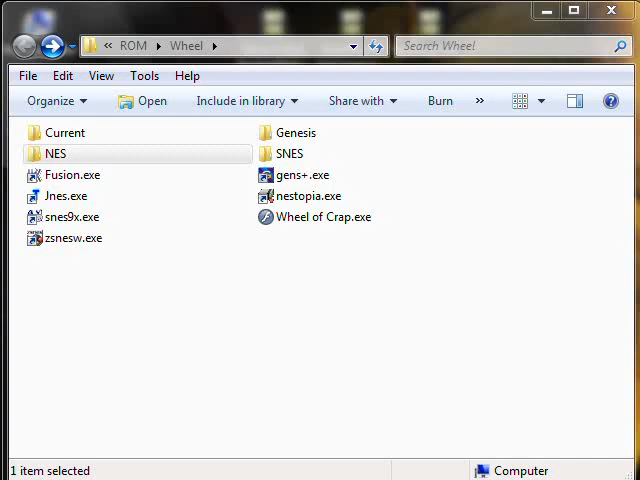 « ROM Wheel Search Wheel
File Edit View Tools Help
Organize Open Include in library Share with Burn »
Current Genesis
NES SNES
Fusion.exe gens+.exe
Jnes.exe nestopia.exe
snes9x.exe Wheel of Crap.exe
zsnesw.exe
1 item selected Computer